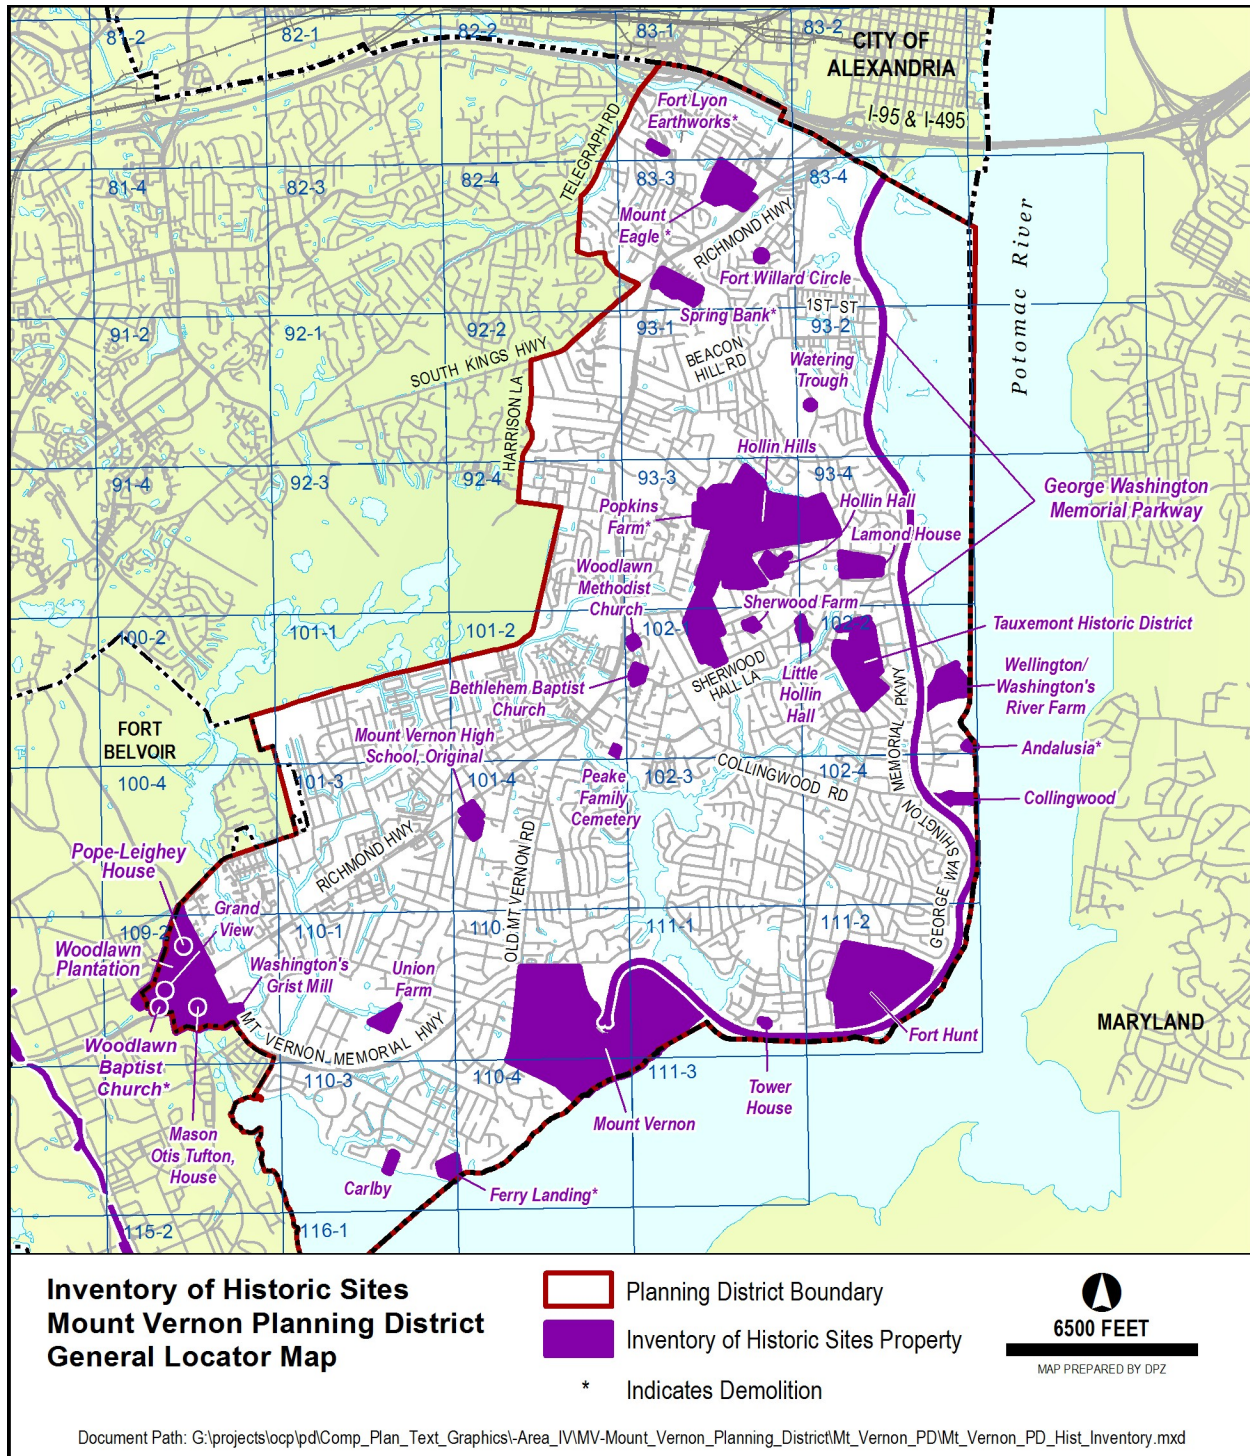 81-2
82-1
82-2
83-1
83-2
CITY OF
ALEXANDRIA
I-95 & I-495
Fort Lyon
Earthworks*
TELEGRAPH RD
81-4
82-3
82-4
83-3
83-4
Mount
Eagle *
RICHMOND HWY
Fort Willard Circle
Potomac River
Spring Bank*
1ST ST
91-2
92-1
92-2
93-1
93-2
SOUTH KINGS HWY
BEACON
HILL RD
Watering
Trough
HARRISON LA
Hollin Hills
91-4
92-3
92-4
93-3
93-4
George Washington
Memorial Parkway
Popkins
Farm*
Hollin Hall
Lamond House
Woodlawn
Methodist
Church
Sherwood Farm
100-2
101-1
101-2
102-1
102-2
Tauxemont Historic District
SHERWOOD
HALL LA
Little
Hollin
Hall
Wellington/
Washington's
River Farm
Bethlehem Baptist
Church
FORT
BELVOIR
Mount Vernon High
School, Original
Andalusia*
100-4
101-3
101-4
102-3
102-4
COLLINGWOOD RD
Peake
Family
Cemetery
Collingwood
GEORGE WASHINGTON
MEMORIAL PKWY
Pope-Leighey
House
RICHMOND HWY
OLD MT VERNON RD
Grand
View
109-2
110-1
110-
111-1
111-2
Woodlawn
Plantation
Washington's
Grist Mill
Union
Farm
MT VERNON MEMORIAL HWY
Fort Hunt
MARYLAND
Woodlawn
Baptist
Church*
110-3
110-4
111-3
Tower
House
Mount Vernon
Mason
Otis Tufton,
House
Carlby
Ferry Landing*
115-2
116-1
Inventory of Historic Sites
Mount Vernon Planning District
General Locator Map
Planning District Boundary
Inventory of Historic Sites Property
* Indicates Demolition
6500 FEET
MAP PREPARED BY DPZ
Document Path: G:\projects\ocp\pd\Comp_Plan_Text_Graphics\-Area_IV\MV-Mount_Vernon_Planning_District\Mt_Vernon_PD\Mt_Vernon_PD_Hist_Inventory.mxd